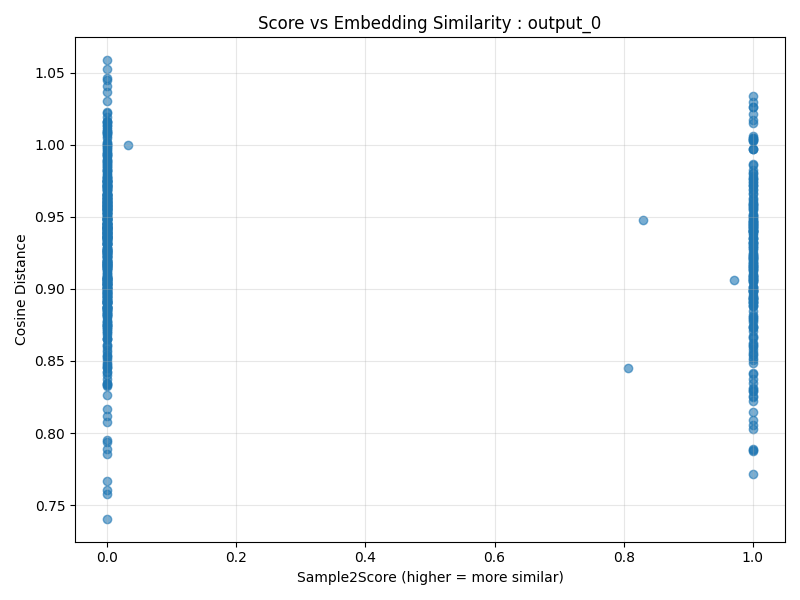 Score vs Embedding Similarity : output_0
Cosine Distance
1.05
1.00
0.95
0.90
0.85
0.80
0.75
0.0 0.2 0.4 0.6 0.8 1.0
Sample2Score (higher = more similar)